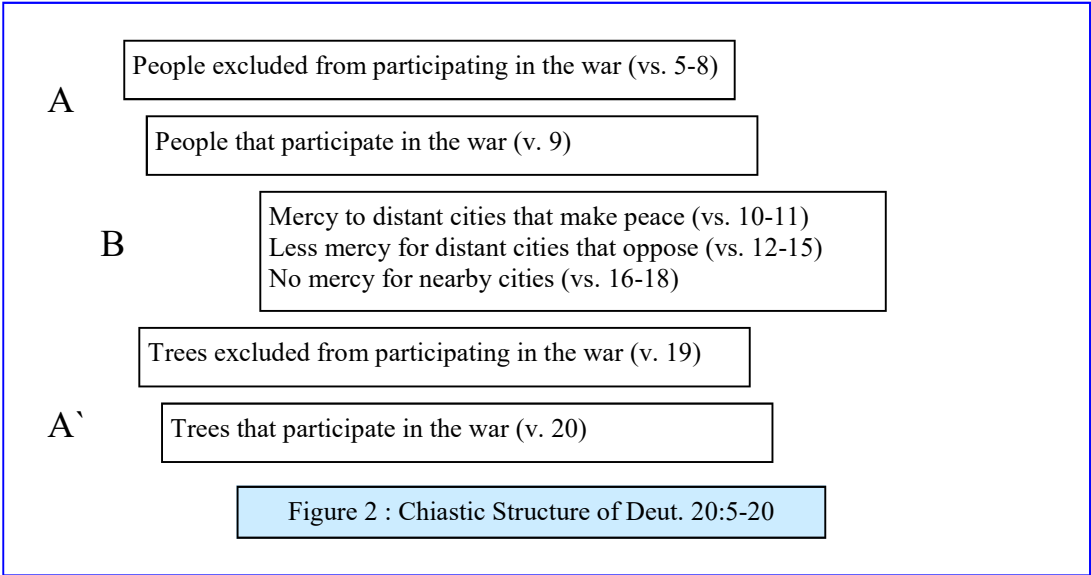 People excluded from participating in the war (vs. 5-8)
A
People that participate in the war (v. 9)
Mercy to distant cities that make peace (vs. 10-11)
B
Less mercy for distant cities that oppose (vs. 12-15)
No mercy for nearby cities (vs. 16-18)
Trees excluded from participating in the war (v. 19)
A`
Trees that participate in the war (v. 20)
Figure 2 : Chiastic Structure of Deut. 20:5-20